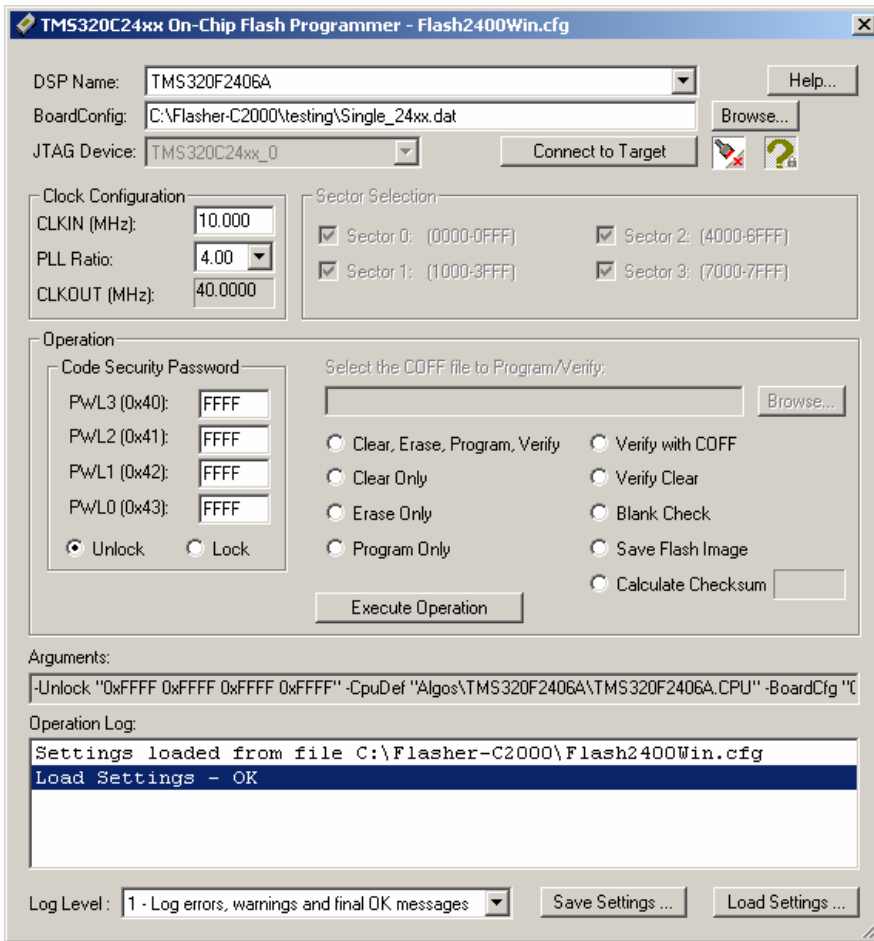 TMS320C24xx On-Chip Flash Programmer - Flash2400Win.cfg
DSP Name: TMS320F2406A Help...
BoardConfig: C:\Flasher-C2000\testing\Single_24xx.dat Browse...
JTAG Device: TMS320C24xx_0 Connect to Target
Clock Configuration Sector Selection
CLKIN (MHz): 10.000 Sector 0: (0000-0FFF) Sector 2: (4000-6FFF)
PLL Ratio: 4.00 Sector 1: (1000-3FFF) Sector 3: (7000-7FFF)
CLKOUT (MHz): 40.0000
Operation
Code Security Password Select the COFF file to Program/Verify:
PWL3 (0x40): FFFF Browse...
PWL2 (0x41): FFFF Clear, Erase, Program, Verify Verify with COFF
PWL1 (0x42): FFFF Clear Only Verify Clear
PWL0 (0x43): FFFF Erase Only Blank Check
Unlock Lock Program Only Save Flash Image
Calculate Checksum
Execute Operation
Arguments:
-Unlock "0xFFFF 0xFFFF 0xFFFF 0xFFFF" -CpuDef "Algos\TMS320F2406A\TMS320F2406A.CPU" -BoardCfg
Operation Log:
Settings loaded from file C:\Flasher-C2000\Flash2400Win.cfg
Load Settings - OK
Log Level : 1 - Log errors, warnings and final OK messages Save Settings ... Load Settings ...